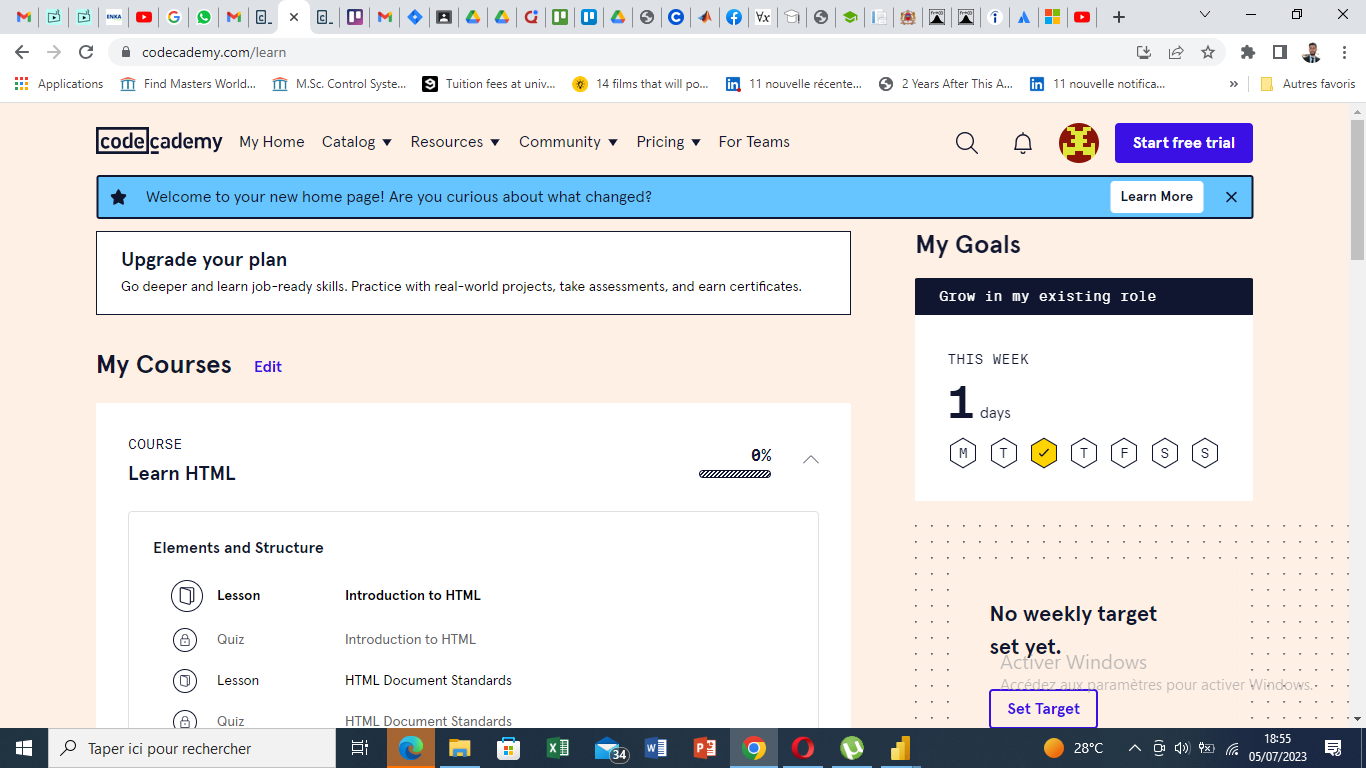 codecademy.com/learn
Applications
Find Masters World...
M.Sc. Control Syste...
Tuition fees at univ...
14 films that will po...
11 nouvelle récente...
2 Years After This A...
11 nouvelle notifica...
»
Autres favoris
codecademy
My Home
Catalog
Resources
Community
Pricing
For Teams
Start free trial
Welcome to your new home page! Are you curious about what changed?
Learn More
Upgrade your plan
Go deeper and learn job-ready skills. Practice with real-world projects, take assessments, and earn certificates.
My Courses
Edit
COURSE
Learn HTML
0%
Elements and Structure
Lesson
Introduction to HTML
Quiz
Introduction to HTML
Lesson
HTML Document Standards
Quiz
HTML Document Standards
My Goals
Grow in my existing role
THIS WEEK
1 days
M T T F S S
No weekly target
set yet.
Activer Windows
Accédez aux paramètres pour activer Windows.
Set Target
Taper ici pour rechercher
34
28°C
18:55
05/07/2023